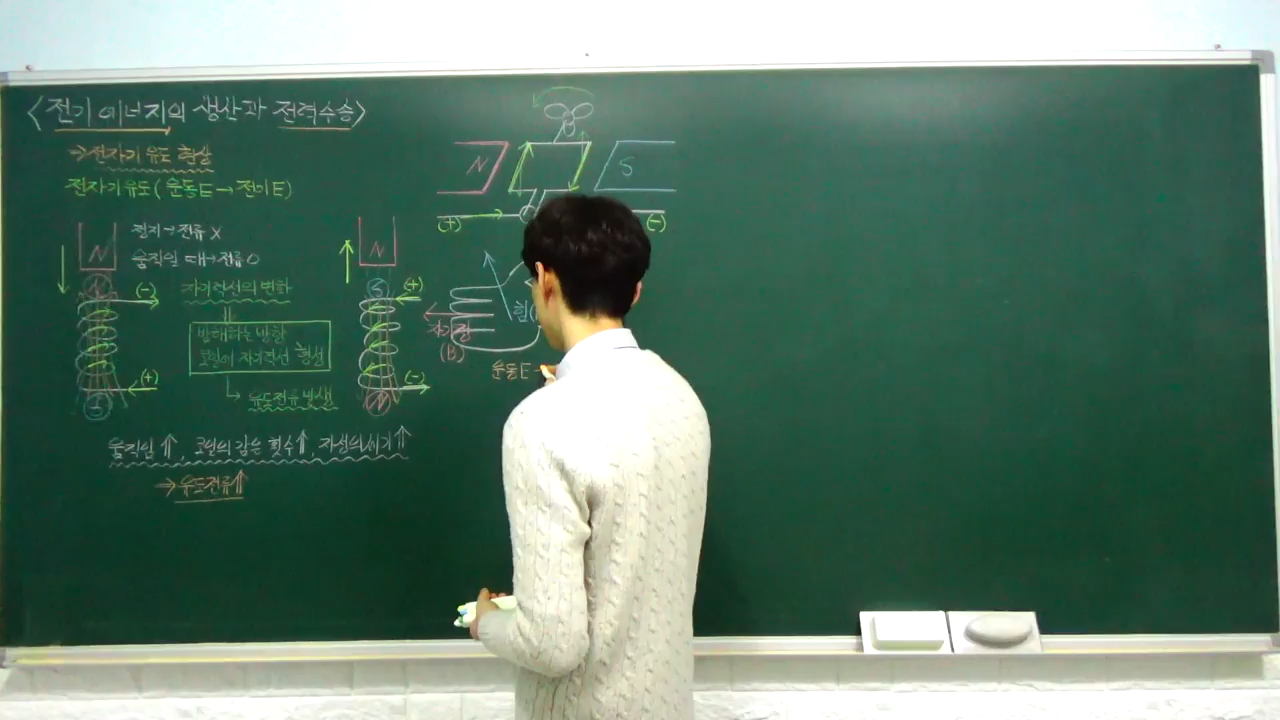 <전기 에너지의 생산과 전력수송>
⇒전자기 유도 현상
전자기유도(운동E→전기E)
N
정지→전류 X
움직일 때→전류 O
N
(-)
자기력선의 변화
방해하는 방향
코일에 자기력선 형성
(+)
S
↳ 유도전류 발생
N
S
(+)
(-)
N
움직임⇑, 코일의 감은 횟수⇑, 자석의 세기⇑
⇒유도전류⇑
N
S
(+)
(-)
힘(
자기장
(B)
운동E→